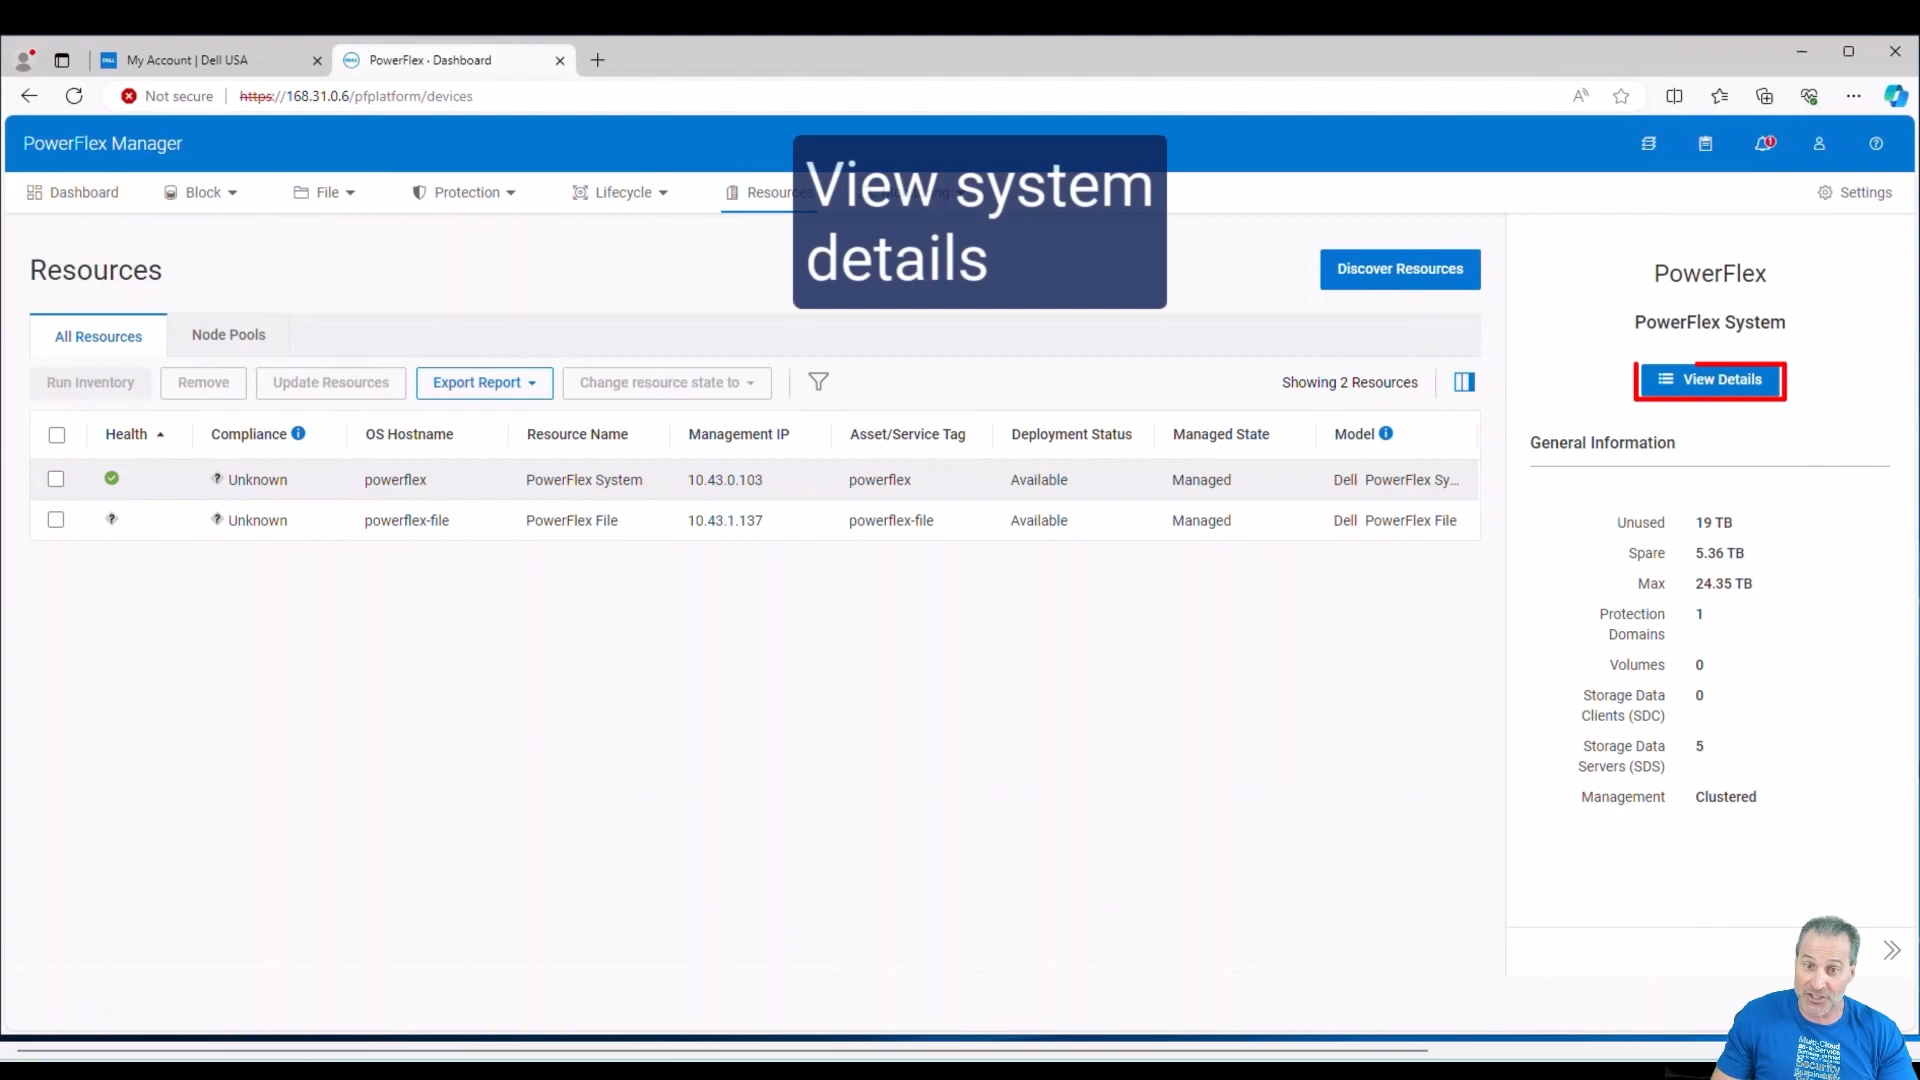 My Account | Dell USA
PowerFlex - Dashboard
Not secure
https://168.31.0.6/pfplatform/devices
PowerFlex Manager
1
Dashboard
Block
File
Protection
Lifecycle
Resources
Settings
View system
details
Resources
Discover Resources
All Resources
Node Pools
Run Inventory
Remove
Update Resources
Export Report
Change resource state to
Showing 2 Resources
Health
Compliance
OS Hostname
Resource Name
Management IP
Asset/Service Tag
Deployment Status
Managed State
Model
Unknown
powerflex
PowerFlex System
10.43.0.103
powerflex
Available
Managed
Dell PowerFlex Sy...
Unknown
powerflex-file
PowerFlex File
10.43.1.137
powerflex-file
Available
Managed
Dell PowerFlex File
PowerFlex
PowerFlex System
View Details
General Information
Unused 19 TB
Spare 5.36 TB
Max 24.35 TB
Protection 1
Domains
Volumes 0
Storage Data 0
Clients (SDC)
Storage Data 5
Servers (SDS)
Management Clustered
Multi-Cloud
as-a-Service
Security